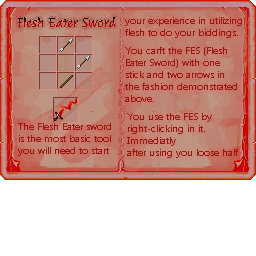 Flesh Eater Sword
The Flesh Eater sword
is the most basic tool
you will need to start
your experience in utilizing
flesh to do your biddings.
You carft the FES (Flesh
Eater Sword) with one
stick and two arrows in
the fashion demonstrated
above.
You use the FES by
right-clicking in it.
Immediatly
after using you loose half